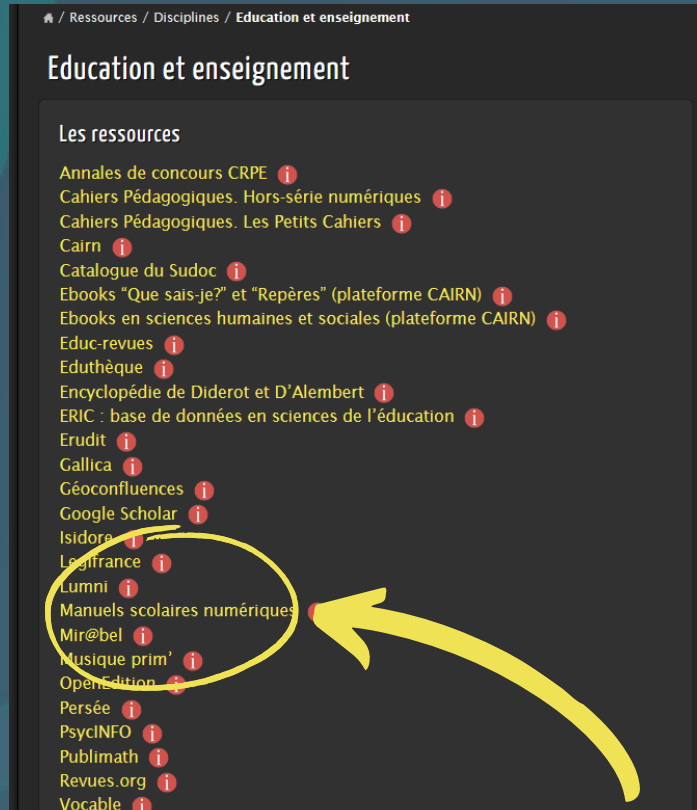 / Ressources / Disciplines / Education et enseignement
Education et enseignement
Les ressources
Annales de concours CRPE i
Cahiers Pédagogiques. Hors-série numériques i
Cahiers Pédagogiques. Les Petits Cahiers i
Cairn i
Catalogue du Sudoc i
Ebooks “Que sais-je?” et “Repères” (plateforme CAIRN) i
Ebooks en sciences humaines et sociales (plateforme CAIRN) i
Educ-revues i
Eduthèque i
Encyclopédie de Diderot et D’Alembert i
ERIC : base de données en sciences de l’éducation i
Erudit i
Gallica i
Géoconfluences i
Google Scholar i
Isidore i
Legifrance i
Lumni i
Manuels scolaires numériques
Mir@bel i
Musique prim’ i
OpenEdition i
Persée i
PsycINFO i
Publimath i
Revues.org i
Vocable i